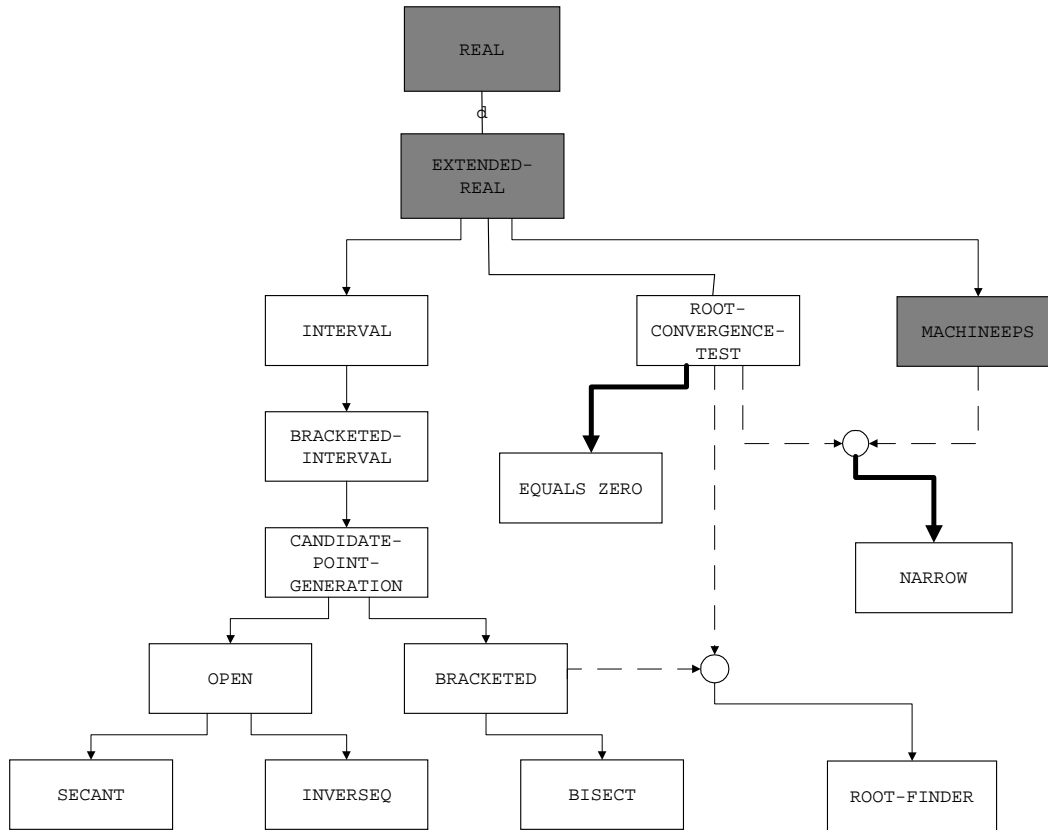 REAL
d
EXTENDED-
REAL
INTERVAL
ROOT-
CONVERGENCE-
TEST
MACHINEEPS
BRACKETED-
INTERVAL
EQUALS ZERO
CANDIDATE-
POINT-
GENERATION
NARROW
OPEN
BRACKETED
SECANT
INVERSEQ
BISECT
ROOT-FINDER